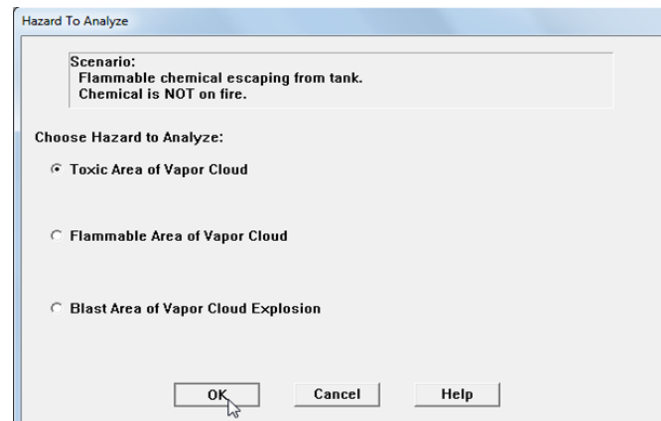 Hazard To Analyze
Scenario:
Flammable chemical escaping from tank.
Chemical is NOT on fire.
Choose Hazard to Analyze:
Toxic Area of Vapor Cloud
Flammable Area of Vapor Cloud
Blast Area of Vapor Cloud Explosion
OK Cancel Help